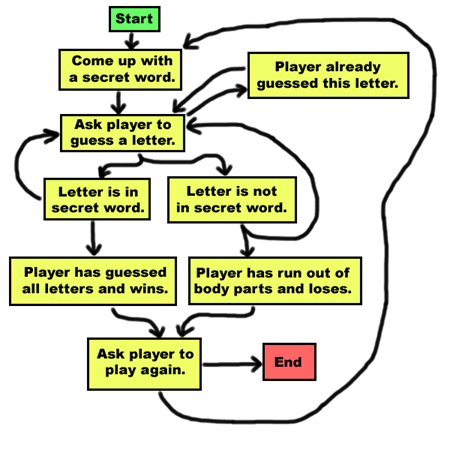 Start
Come up with
a secret word.
Player already
guessed this letter.
Ask player to
guess a letter.
Letter is in
secret word.
Letter is not
in secret word.
Player has guessed
all letters and wins.
Player has run out of
body parts and loses.
Ask player to
play again.
End